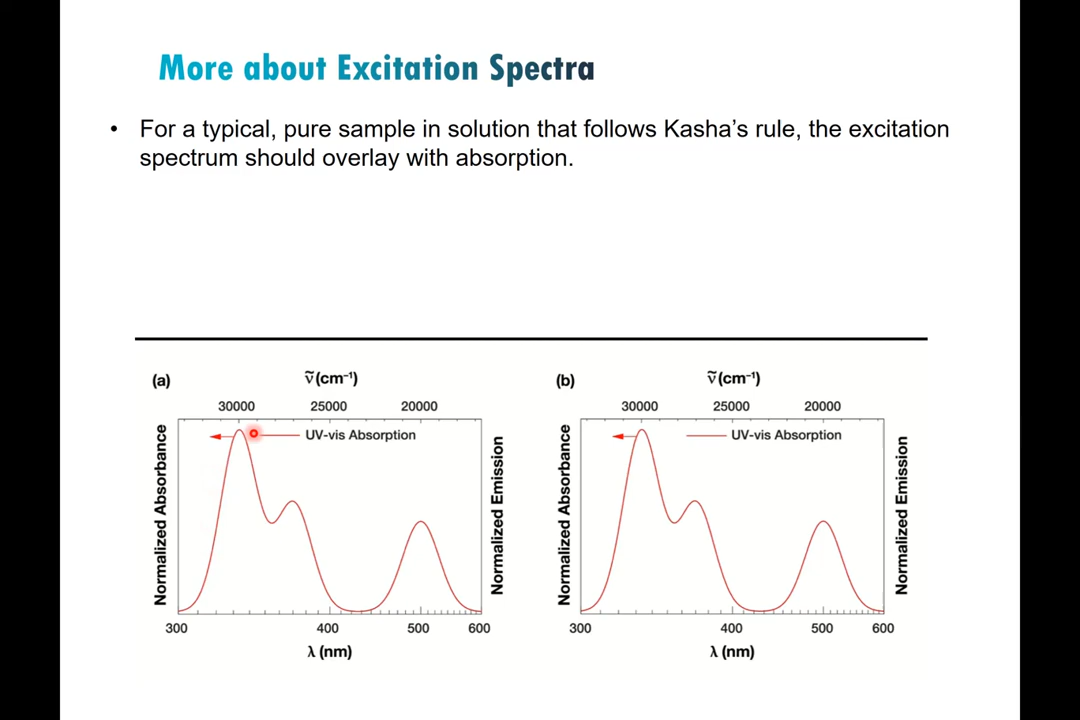 More about Excitation Spectra
• For a typical, pure sample in solution that follows Kasha’s rule, the excitation
spectrum should overlay with absorption.
(a)
ṽ (cm⁻¹)
30000 25000 20000
UV-vis Absorption
Normalized Absorbance
Normalized Emission
300 400 500 600
λ (nm)
(b)
ṽ (cm⁻¹)
30000 25000 20000
UV-vis Absorption
Normalized Absorbance
Normalized Emission
300 400 500 600
λ (nm)